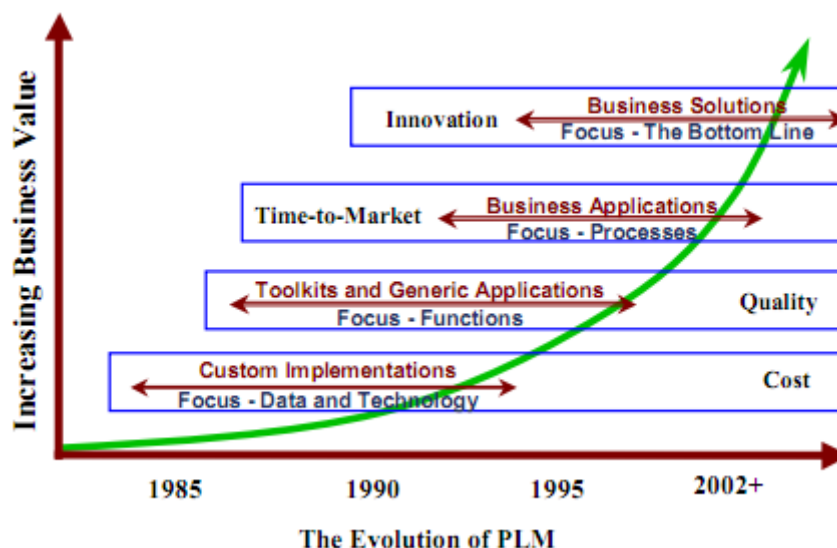 Increasing Business Value
Innovation
Business Solutions
Focus - The Bottom Line
Time-to-Market
Business Applications
Focus - Processes
Toolkits and Generic Applications
Focus - Functions
Quality
Custom Implementations
Focus - Data and Technology
Cost
1985 1990 1995 2002+
The Evolution of PLM